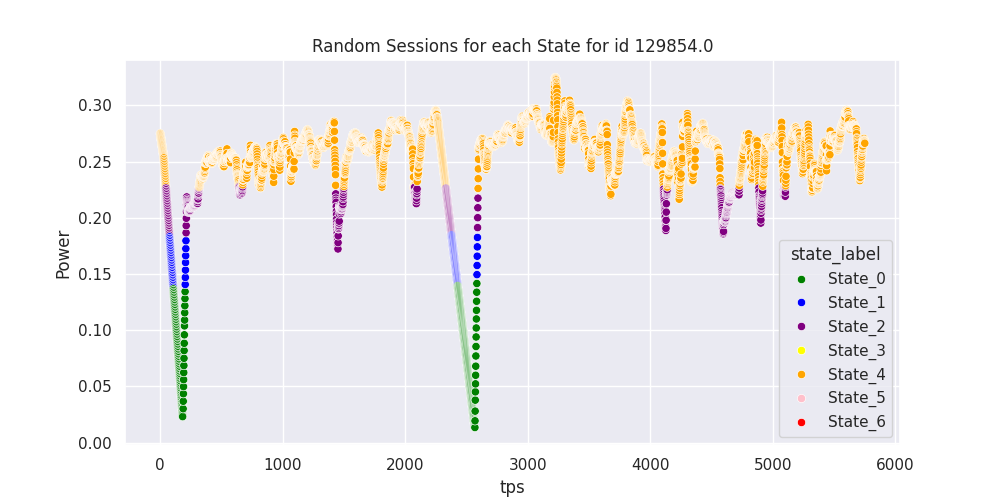 Random Sessions for each State for id 129854.0
Power
0.30
0.25
0.20
0.15
0.10
0.05
0.00
0
1000
2000
3000
4000
5000
6000
tps
state_label
State_0
State_1
State_2
State_3
State_4
State_5
State_6